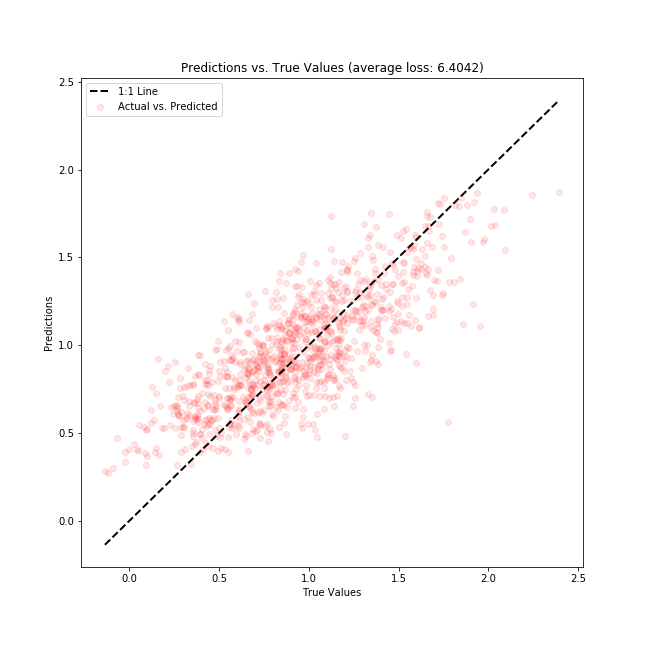 Predictions vs. True Values (average loss: 6.4042)
2.5
1:1 Line
Actual vs. Predicted
2.0
1.5
Predictions
1.0
0.5
0.0
0.0 0.5 1.0 1.5 2.0 2.5
True Values